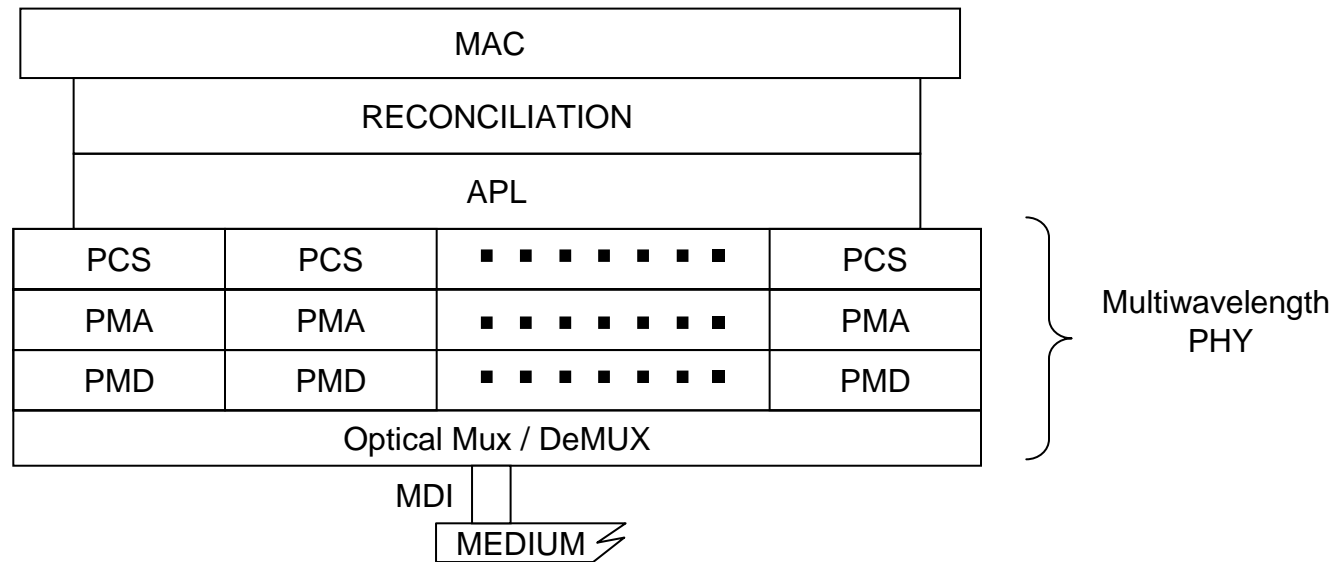 MAC
RECONCILIATION
APL
PCS PCS ▪ ▪ ▪ ▪ ▪ ▪ ▪ PCS
PMA PMA ▪ ▪ ▪ ▪ ▪ ▪ ▪ PMA
PMD PMD ▪ ▪ ▪ ▪ ▪ ▪ ▪ PMD
Optical Mux / DeMUX
MDI
MEDIUM
Multiwavelength
PHY